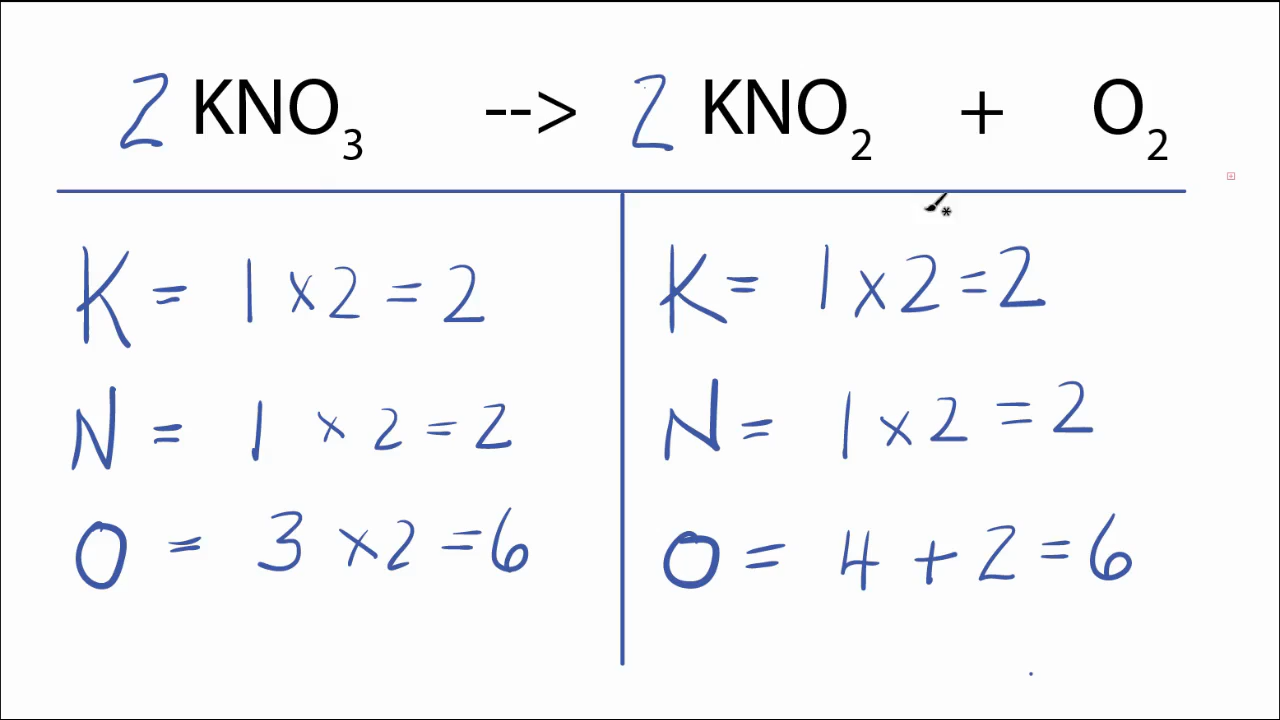 2 KNO₃ --> 2 KNO₂ + O₂
K = 1 x 2 = 2
K = 1 x 2 = 2
N = 1 x 2 = 2
N = 1 x 2 = 2
O = 3 x 2 = 6
O = 4 + 2 = 6